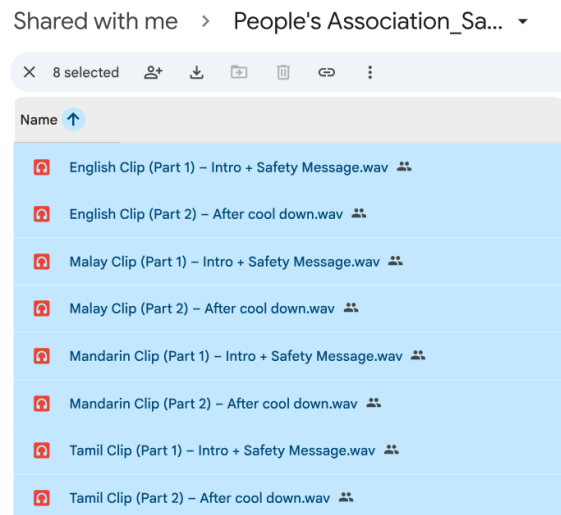 Shared with me > People's Association_Sa...
8 selected
Name
English Clip (Part 1) – Intro + Safety Message.wav
English Clip (Part 2) – After cool down.wav
Malay Clip (Part 1) – Intro + Safety Message.wav
Malay Clip (Part 2) – After cool down.wav
Mandarin Clip (Part 1) – Intro + Safety Message.wav
Mandarin Clip (Part 2) – After cool down.wav
Tamil Clip (Part 1) – Intro + Safety Message.wav
Tamil Clip (Part 2) – After cool down.wav